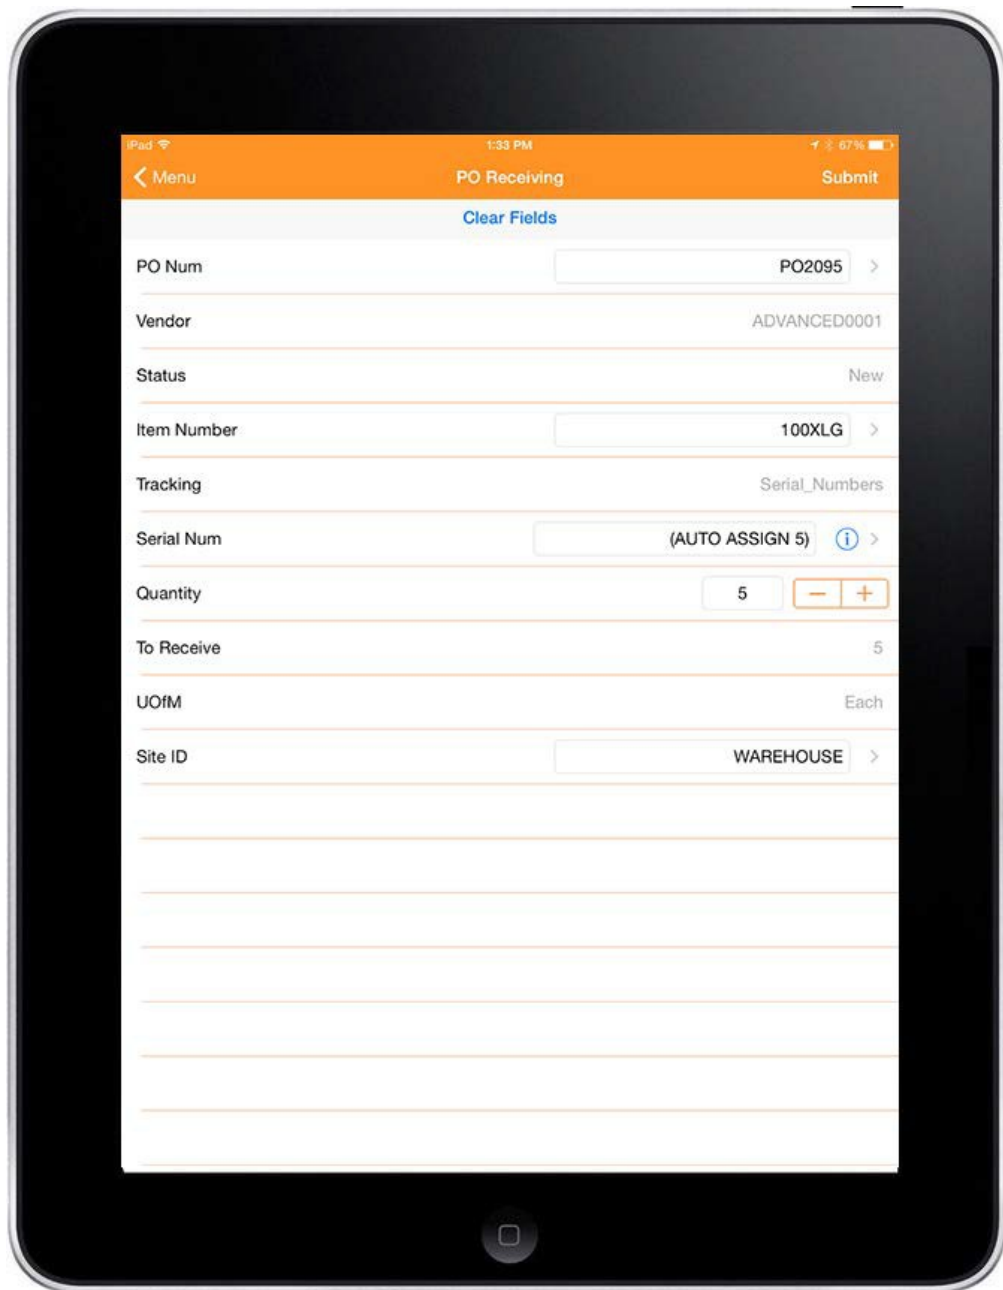 iPad 1:33 PM 67%
Menu PO Receiving Submit
Clear Fields
PO Num PO2095
Vendor ADVANCED0001
Status New
Item Number 100XLG
Tracking Serial_Numbers
Serial Num (AUTO ASSIGN 5)
Quantity 5
To Receive 5
UOfM Each
Site ID WAREHOUSE